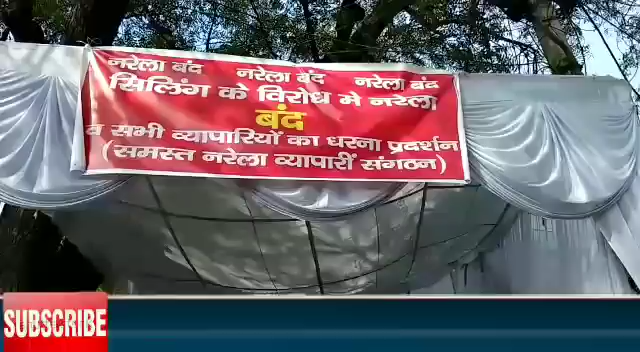 नरेला बंद नरेला बंद नरेला बंद
सिलिंग के विरोध मे नरेला
बंद
व सभी व्यापारियों का धरना प्रदर्शन
(समस्त नरेला व्यापारीं संगठन)
SUBSCRIBE